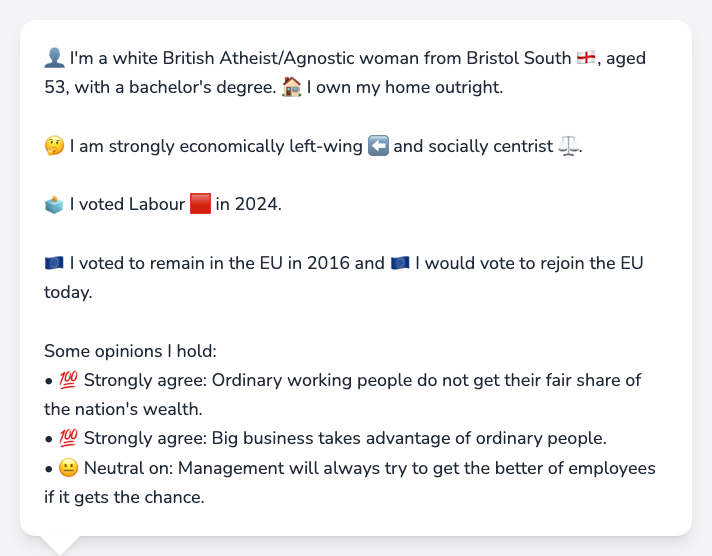 👤 I'm a white British Atheist/Agnostic woman from Bristol South 🏴󠁧󠁢󠁥󠁮󠁧󠁿, aged
53, with a bachelor's degree. 🏠 I own my home outright.
🤔 I am strongly economically left-wing ⬅️ and socially centrist ⚖️.
🗳️ I voted Labour 🟥 in 2024.
🇪🇺 I voted to remain in the EU in 2016 and 🇪🇺 I would vote to rejoin the EU
today.
Some opinions I hold:
• 💯 Strongly agree: Ordinary working people do not get their fair share of
the nation's wealth.
• 💯 Strongly agree: Big business takes advantage of ordinary people.
• 😐 Neutral on: Management will always try to get the better of employees
if it gets the chance.